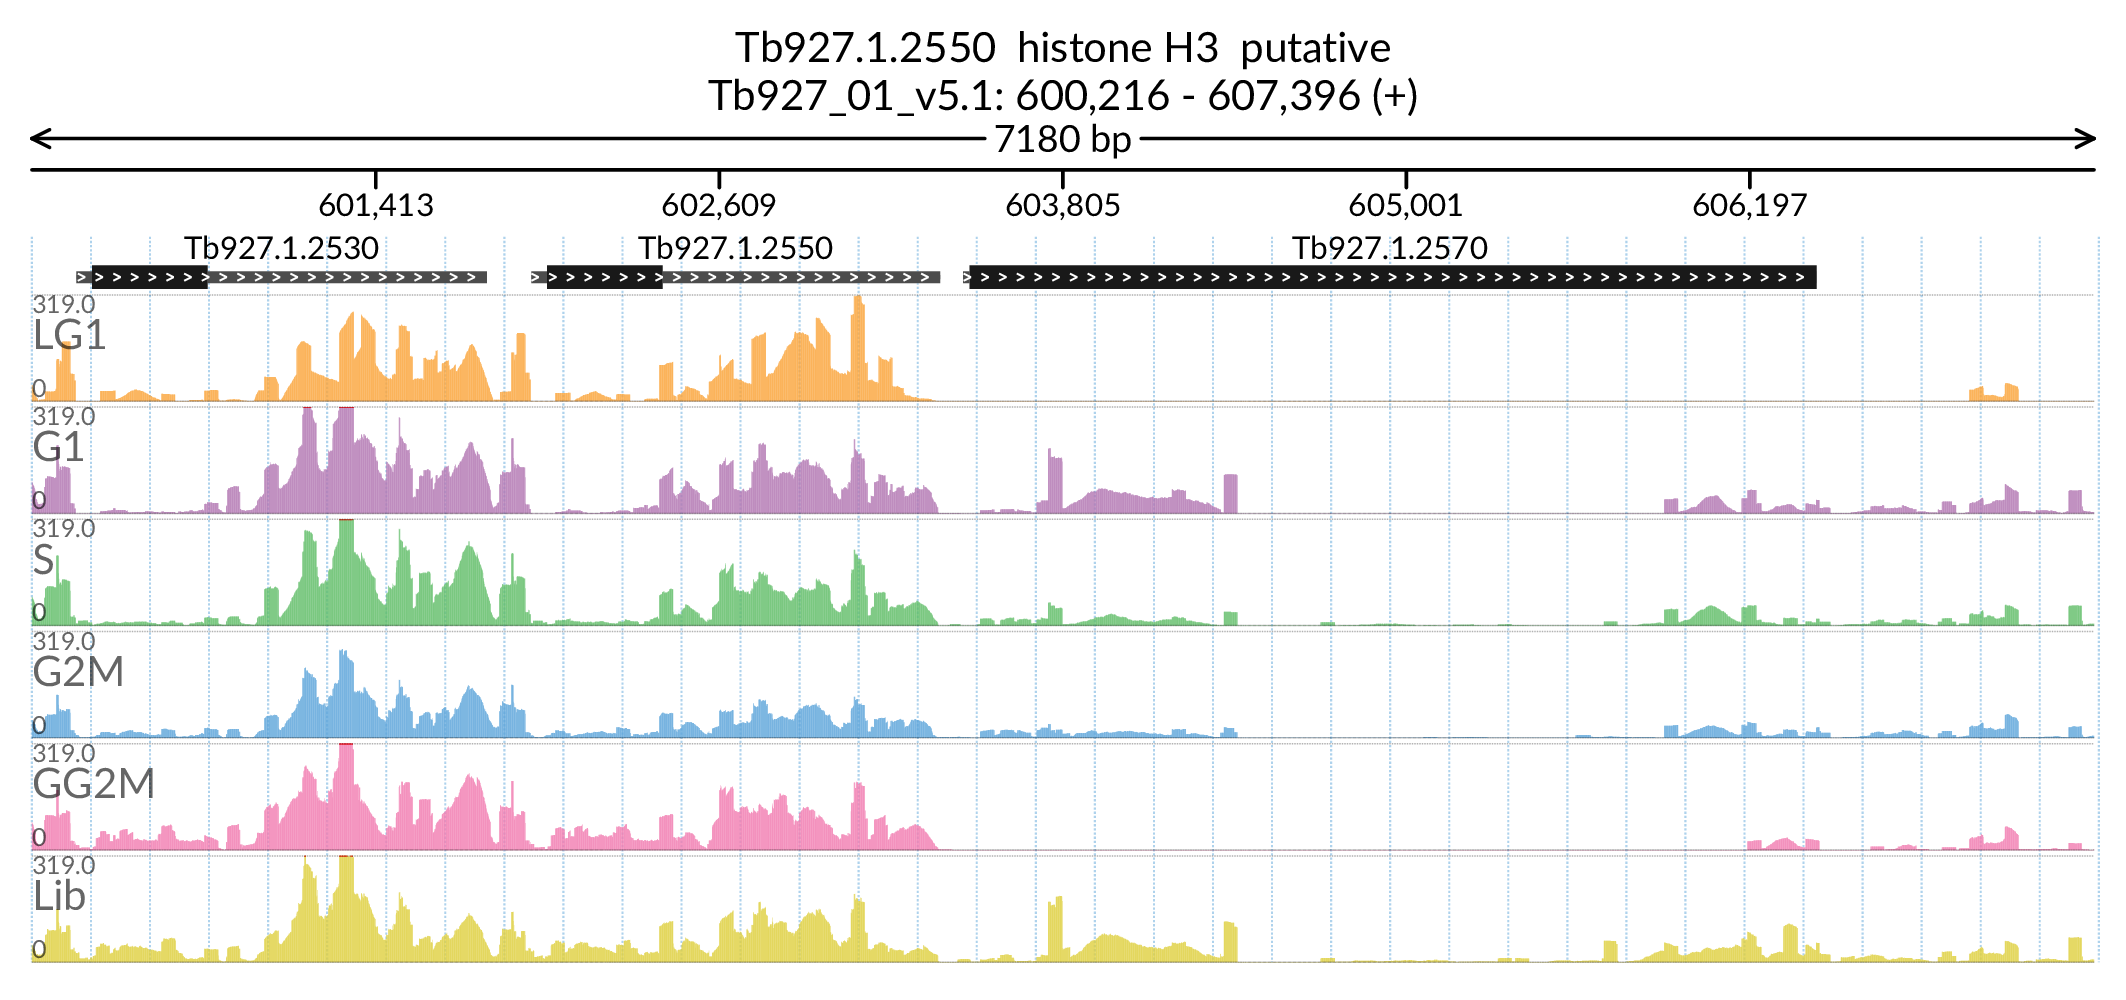 Tb927.1.2550  histone H3  putative
Tb927_01_v5.1: 600,216 - 607,396 (+)
7180 bp
601,413 602,609 603,805 605,001 606,197
Tb927.1.2530 Tb927.1.2550 Tb927.1.2570
319.0
LG1
0
319.0
G1
0
319.0
S
0
319.0
G2M
0
319.0
GG2M
0
319.0
Lib
0